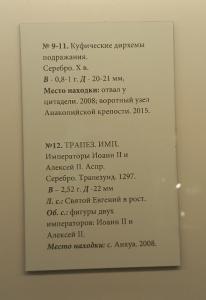 № 9-11. Куфические дирхемы
подражания.
Серебро. X в.
В - 0,8-1 г. Д - 20-21 мм,
Место находки: отвал у
цитадели. 2008; воротный узел
Анакопийской крепости. 2015.
№12. ТРАПЕЗ. ИМП.
Императоры Иоанн II и
Алексей II. Аспр.
Серебро. Трапезунд. 1297.
В – 2,52 г. Д -22 мм
Л. с.: Святой Евгений в рост.
Об. с.: фигуры двух
императоров: Иоанн II и
Алексей II.
Место находки: с. Анхуа, 2008.